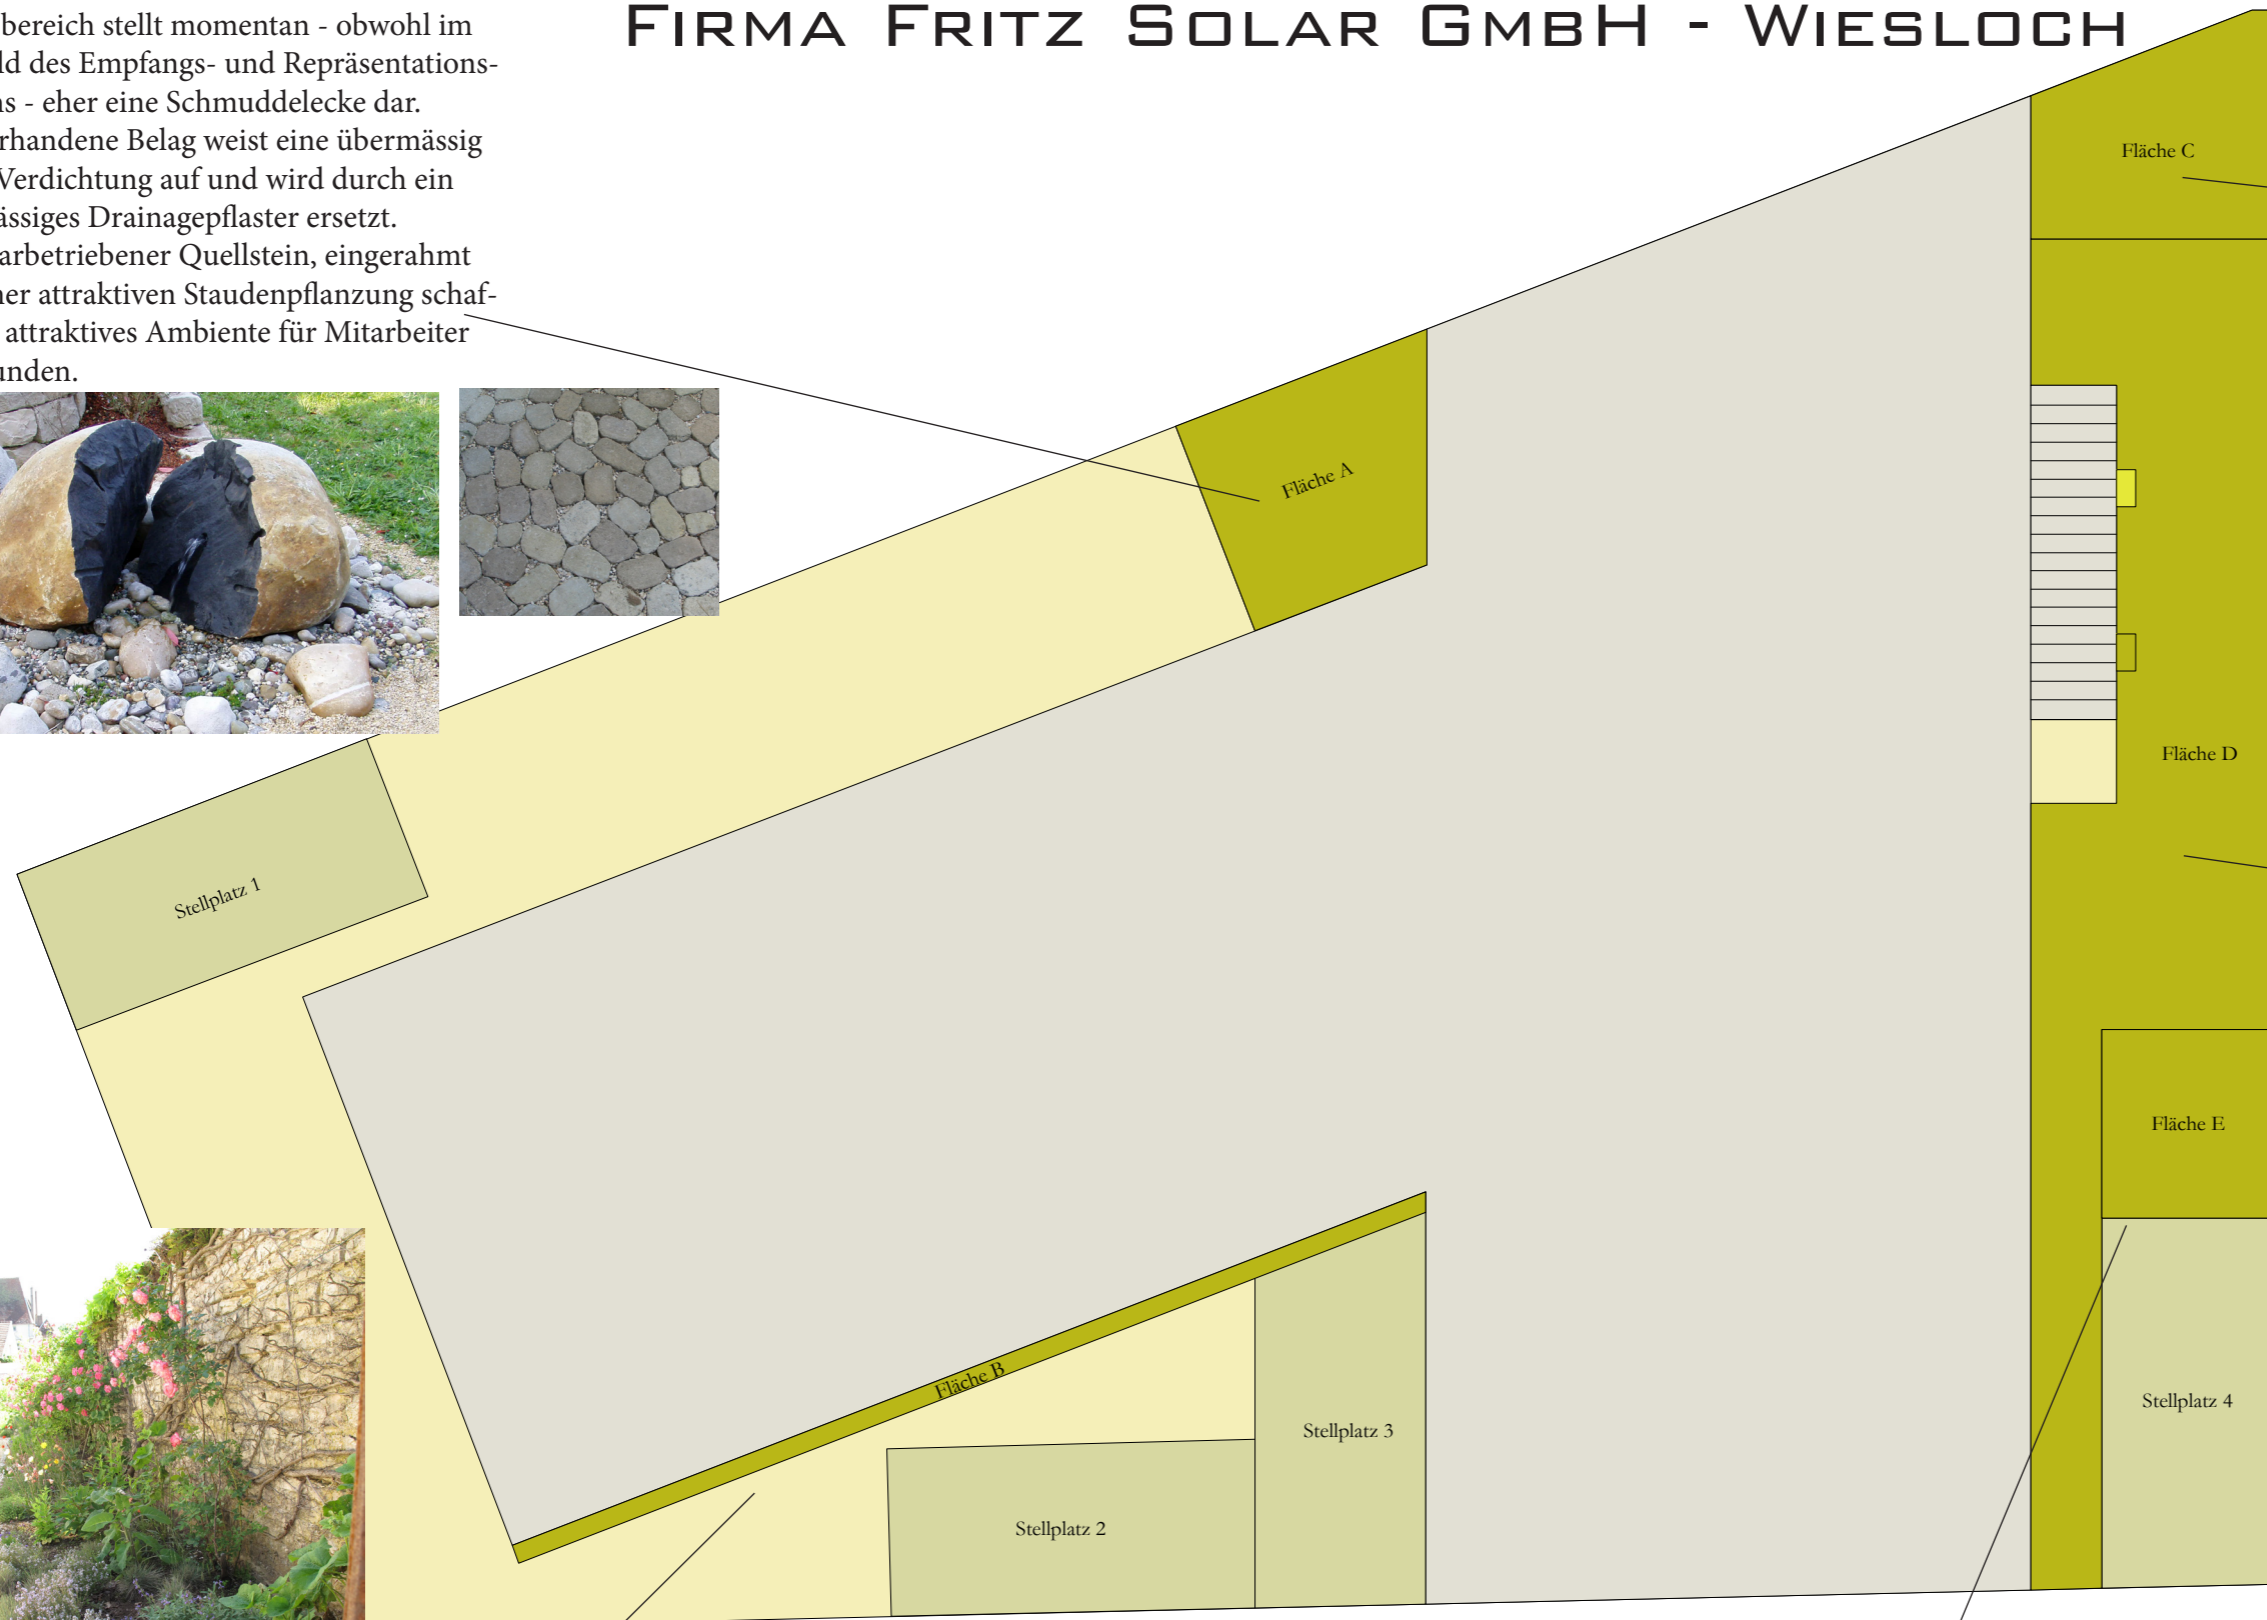 FIRMA FRITZ SOLAR GMBH - WIESLOCH
bereich stellt momentan - obwohl im
ld des Empfangs- und Repräsentations-
ns - eher eine Schmuddelecke dar.
rhandene Belag weist eine übermässig
Verdichtung auf und wird durch ein
ässiges Drainagepflaster ersetzt.
arbetriebener Quellstein, eingerahmt
ner attraktiven Staudenpflanzung schaf-
attraktives Ambiente für Mitarbeiter
unden.
Fläche C
Fläche A
Fläche D
Stellplatz 1
Fläche E
Fläche B
Stellplatz 4
Stellplatz 3
Stellplatz 2